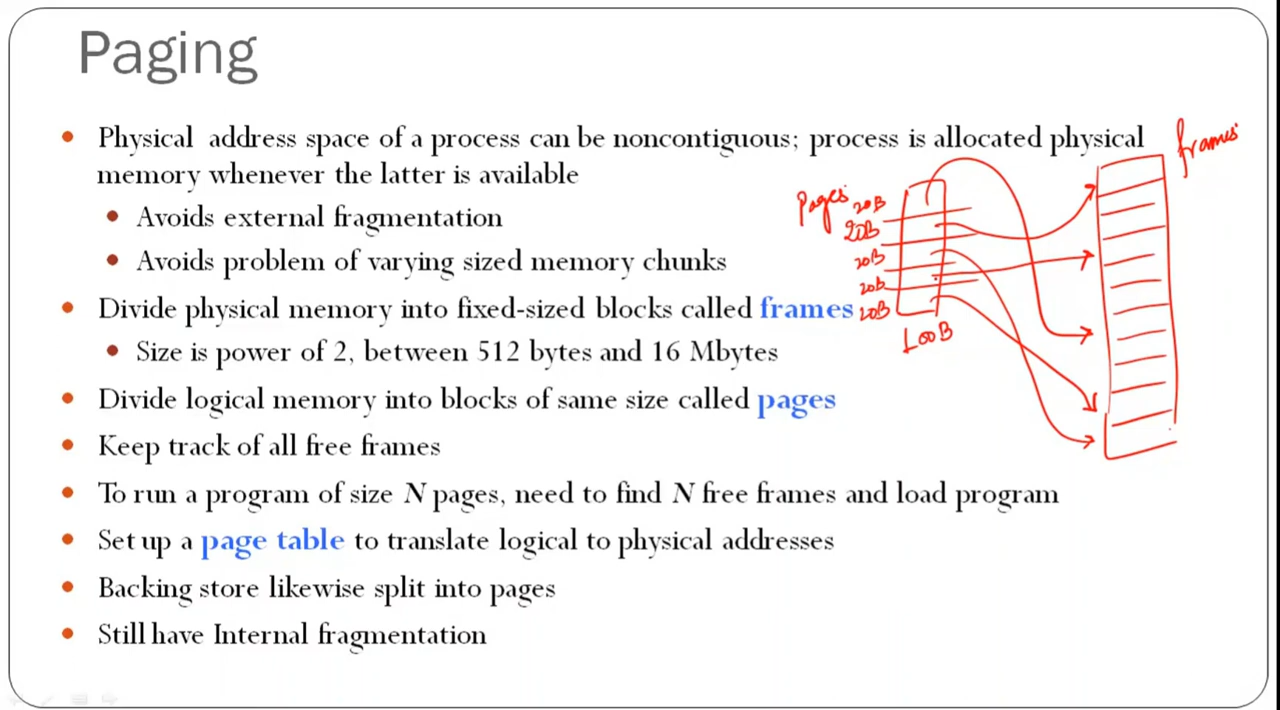 Paging
Physical address space of a process can be noncontiguous; process is allocated physical
memory whenever the latter is available
Avoids external fragmentation
Avoids problem of varying sized memory chunks
Divide physical memory into fixed-sized blocks called frames
Size is power of 2, between 512 bytes and 16 Mbytes
Divide logical memory into blocks of same size called pages
Keep track of all free frames
To run a program of size N pages, need to find N free frames and load program
Set up a page table to translate logical to physical addresses
Backing store likewise split into pages
Still have Internal fragmentation
Pages
20B
20B
20B
20B
20B
100B
frames